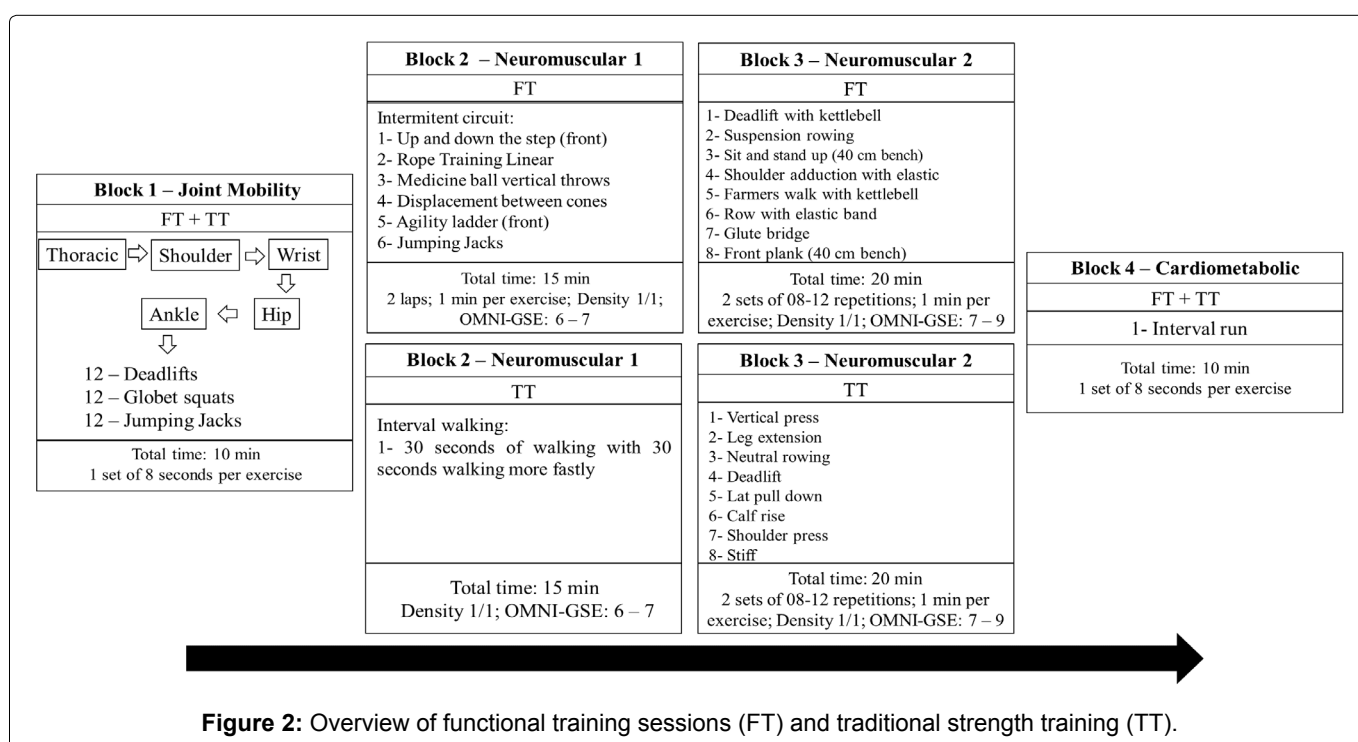 Block 1 – Joint Mobility
FT + TT
Thoracic
Shoulder
Wrist
Hip
Ankle
12 – Deadlifts
12 – Globet squats
12 – Jumping Jacks
Total time: 10 min
1 set of 8 seconds per exercise
Block 2 – Neuromuscular 1
FT
Intermitent circuit:
1- Up and down the step (front)
2- Rope Training Linear
3- Medicine ball vertical throws
4- Displacement between cones
5- Agility ladder (front)
6- Jumping Jacks
Total time: 15 min
2 laps; 1 min per exercise; Density 1/1;
OMNI-GSE: 6 – 7
Block 2 – Neuromuscular 1
TT
Interval walking:
1- 30 seconds of walking with 30
seconds walking more fastly
Total time: 15 min
Density 1/1; OMNI-GSE: 6 – 7
Block 3 – Neuromuscular 2
FT
1- Deadlift with kettlebell
2- Suspension rowing
3- Sit and stand up (40 cm bench)
4- Shoulder adduction with elastic
5- Farmers walk with kettlebell
6- Row with elastic band
7- Glute bridge
8- Front plank (40 cm bench)
Total time: 20 min
2 sets of 08-12 repetitions; 1 min per
exercise; Density 1/1; OMNI-GSE: 7 – 9
Block 3 – Neuromuscular 2
TT
1- Vertical press
2- Leg extension
3- Neutral rowing
4- Deadlift
5- Lat pull down
6- Calf rise
7- Shoulder press
8- Stiff
Total time: 20 min
2 sets of 08-12 repetitions; 1 min per
exercise; Density 1/1; OMNI-GSE: 7 – 9
Block 4 – Cardiometabolic
FT + TT
1- Interval run
Total time: 10 min
1 set of 8 seconds per exercise
Figure 2: Overview of functional training sessions (FT) and traditional strength training (TT).